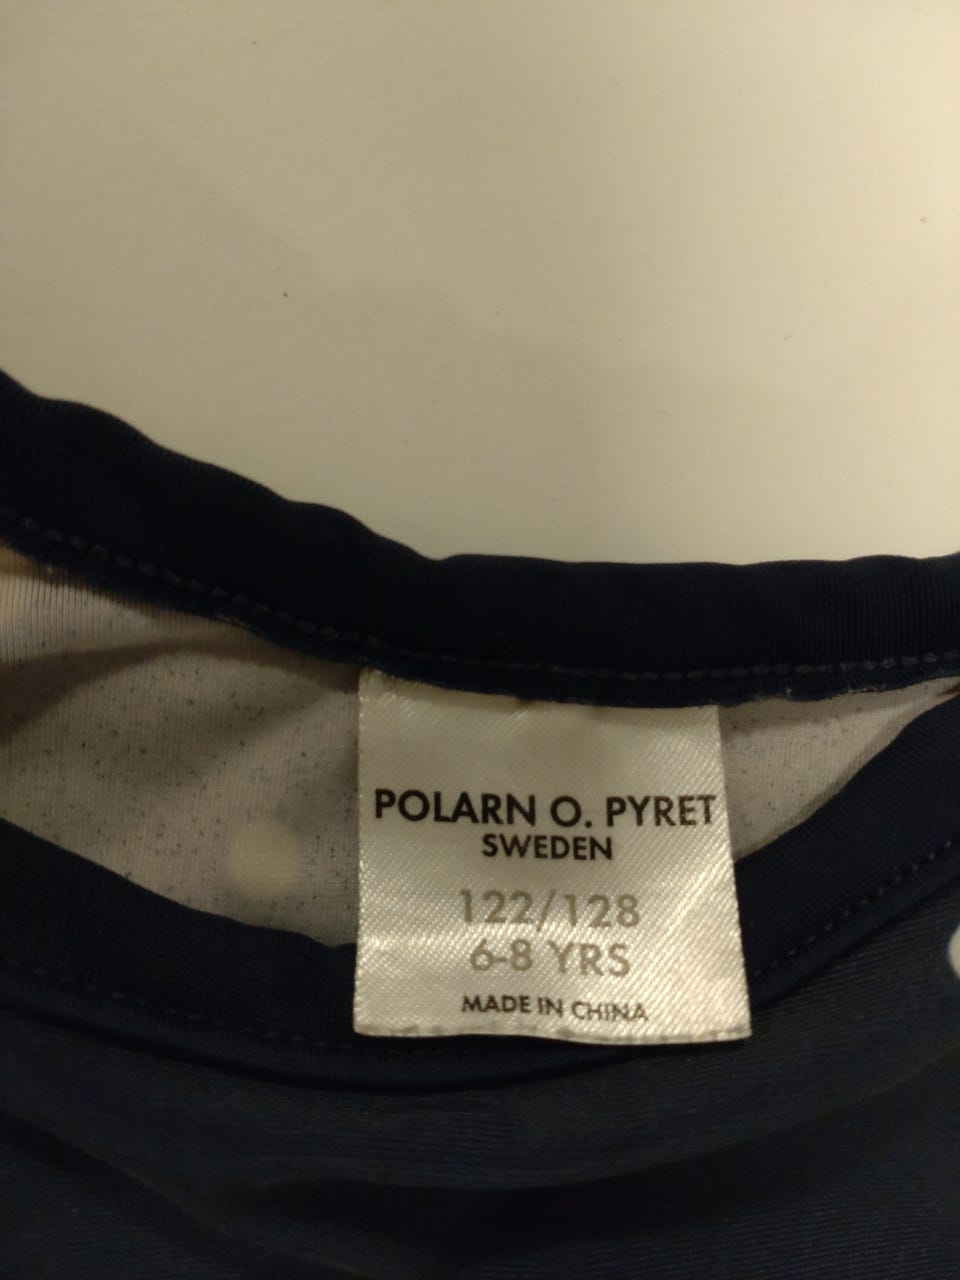 POLARN O. PYRET
SWEDEN
122/128
6-8 YRS
MADE IN CHINA